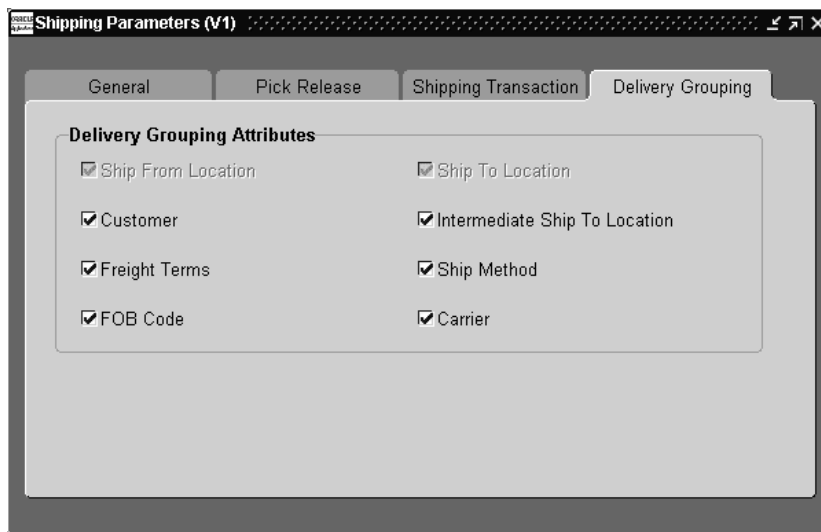 Shipping Parameters (V1)
General Pick Release Shipping Transaction Delivery Grouping
Delivery Grouping Attributes
Ship From Location Ship To Location
Customer Intermediate Ship To Location
Freight Terms Ship Method
FOB Code Carrier